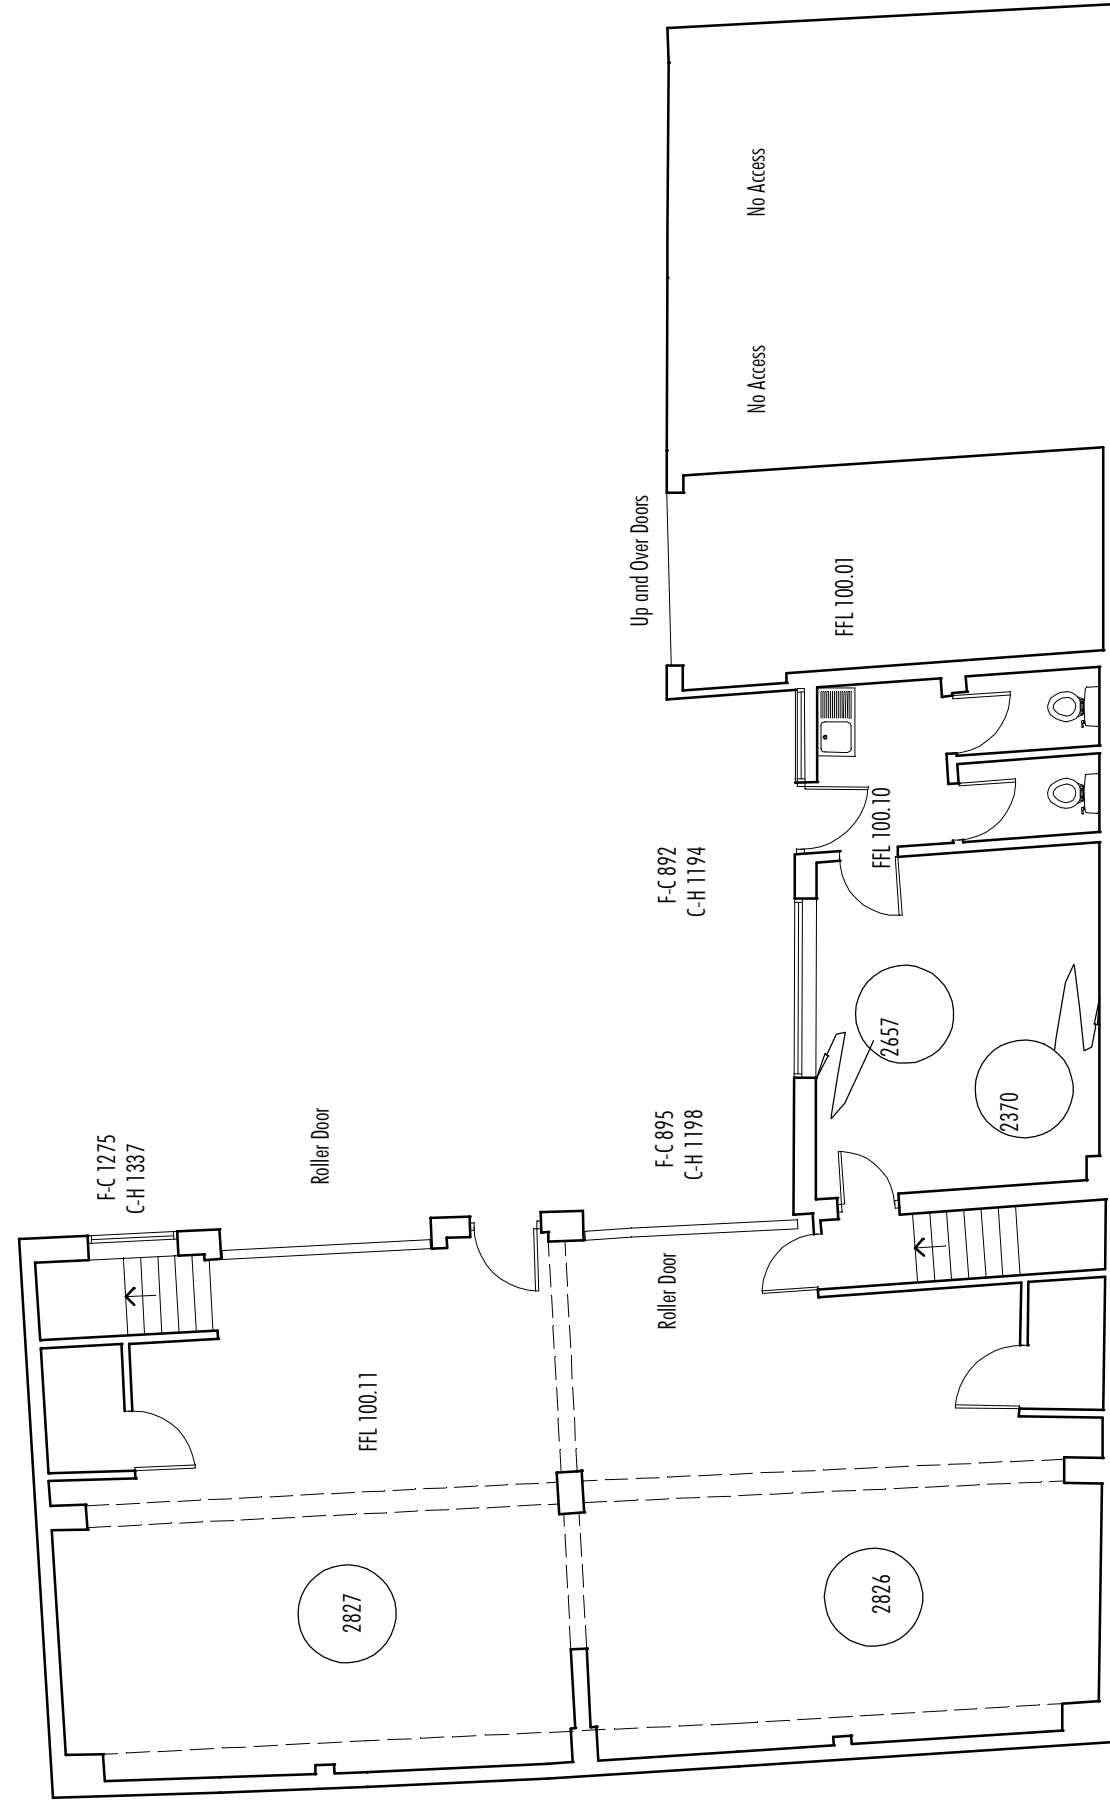 No Access
No Access
Up and Over Doors
FFL 100.01
F-C 892
C-H 1194
FFL 100.10
2657
2370
F-C 1275
C-H 1337
Roller Door
F-C 895
C-H 1198
Roller Door
FFL 100.11
2827
2826